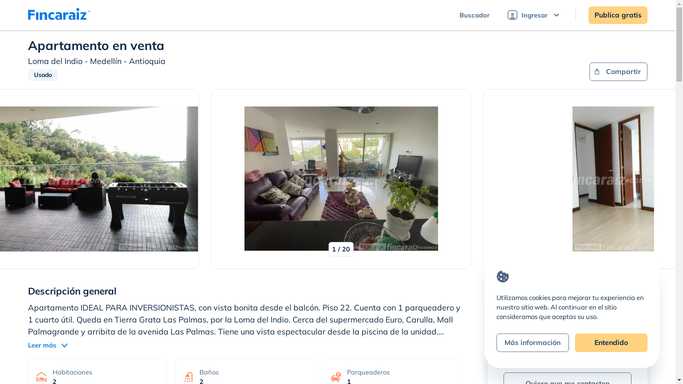 Fincaraiz
Buscador
Ingresar
Publica gratis
Apartamento en venta
Loma del Indio - Medellín - Antioquia
Usado
Compartir
fincaraiz
fincaraiz
fincaraiz
1 / 20
Descripción general
Apartamento IDEAL PARA INVERSIONISTAS, con vista bonita desde el balcón. Piso 22. Cuenta con 1 parqueadero y
1 cuarto útil. Queda en Tierra Grata Las Palmas, por la Loma del Indio. Cerca del supermercado Euro, Carulla, Mall
Palmagrande y arribita de la avenida Las Palmas. Tiene una vista espectacular desde la piscina de la unidad....
Leer más
Habitaciones
2
Baños
2
Parqueaderos
1
Utilizamos cookies para mejorar tu experiencia en
nuestro sitio web. Al continuar en el sitio
consideramos que aceptas su uso.
Más información
Entendido
Quiero que me contacten